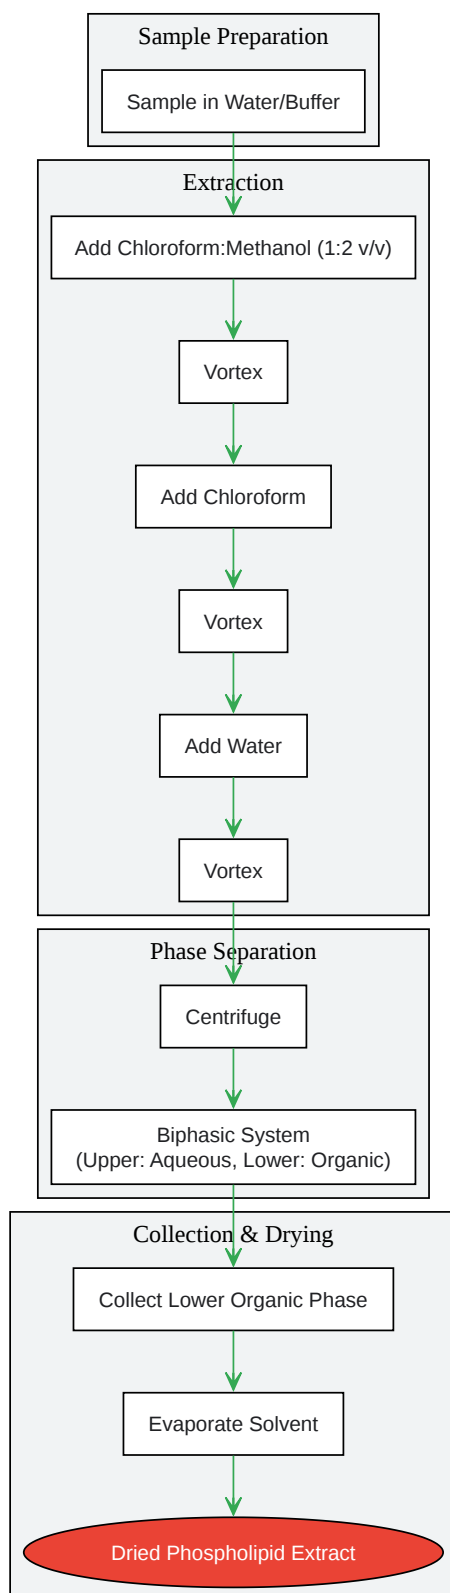 Sample Preparation
Sample in Water/Buffer
Extraction
Add Chloroform:Methanol (1:2 v/v)
Vortex
Add Chloroform
Vortex
Add Water
Vortex
Phase Separation
Centrifuge
Biphasic System
(Upper: Aqueous, Lower: Organic)
Collection & Drying
Collect Lower Organic Phase
Evaporate Solvent
Dried Phospholipid Extract